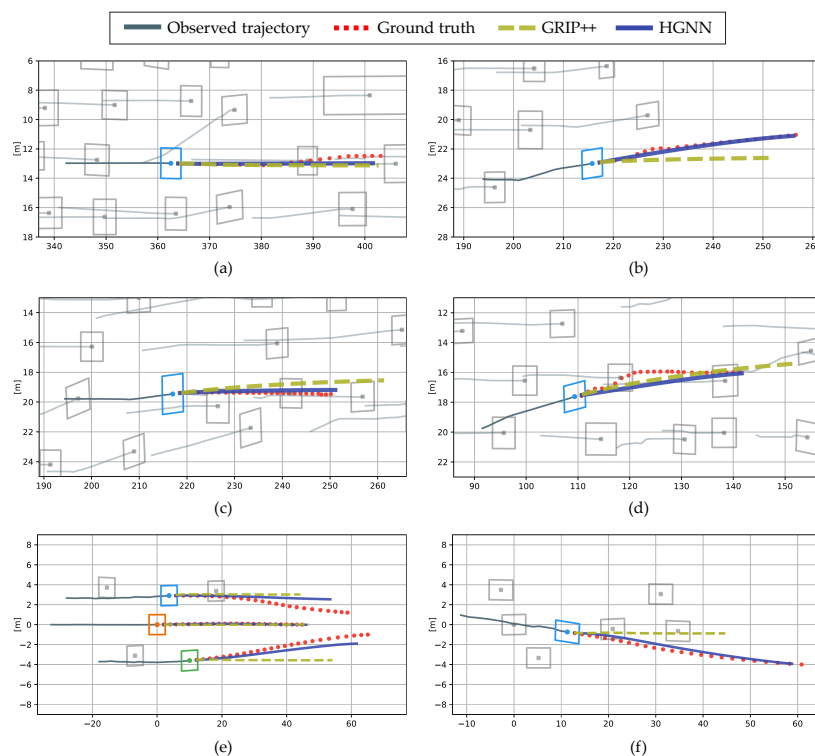 Observed trajectory Ground truth GRIP++ HGNN
6
8
10
12
14
16
18
[m]
340 350 360 370 380 390 400
(a)
16
18
20
22
24
26
28
[m]
190 200 210 220 230 240 250 260
(b)
14
16
18
20
22
24
[m]
190 200 210 220 230 240 250 260
(c)
12
14
16
18
20
22
[m]
90 100 110 120 130 140 150
(d)
8
6
4
2
0
−2
−4
−6
−8
[m]
−20 0 20 40 60
(e)
8
6
4
2
0
−2
−4
−6
−8
[m]
−10 0 10 20 30 40 50 60
(f)